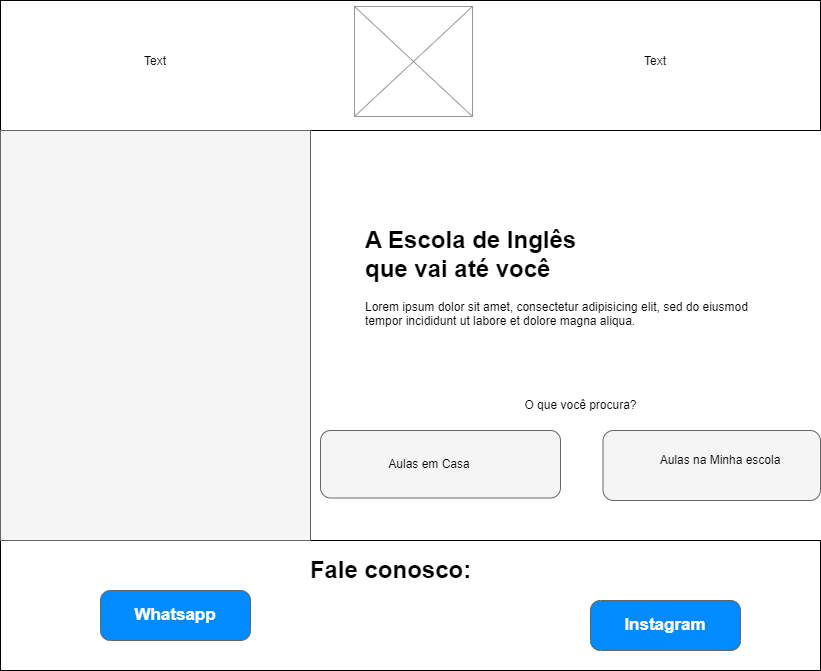 Text
Text
A Escola de Inglês
que vai até você
Lorem ipsum dolor sit amet, consectetur adipisicing elit, sed do eiusmod
tempor incididunt ut labore et dolore magna aliqua.
O que você procura?
Aulas em Casa
Aulas na Minha escola
Fale conosco:
Whatsapp
Instagram